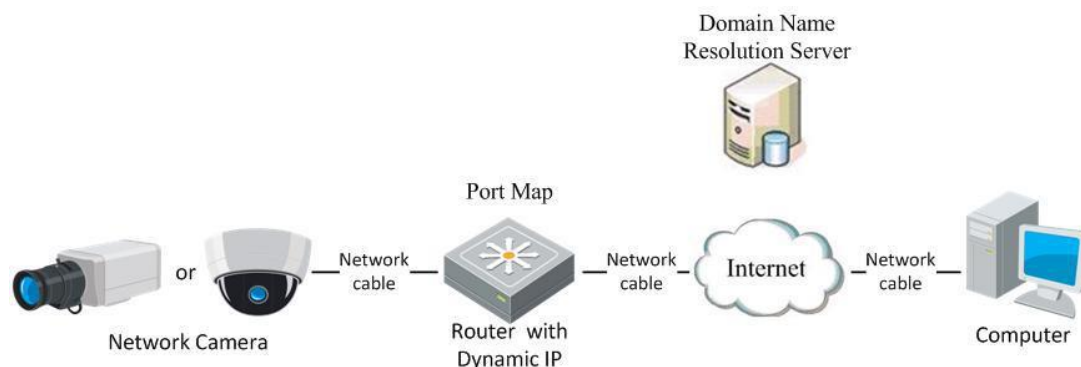 Domain Name
Resolution Server
Port Map
or
Network
cable
Network
cable
Internet
Network
cable
Network Camera
Router with
Dynamic IP
Computer